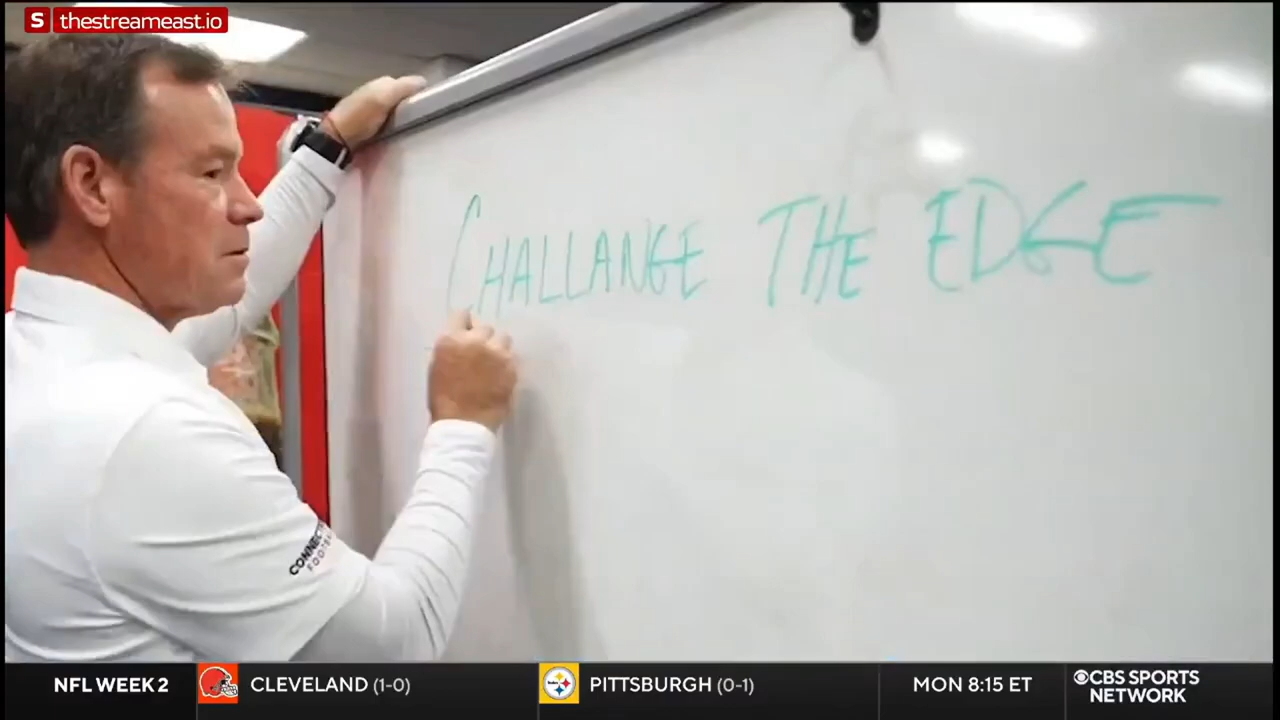 S thestreameast.io
CHALLANGE THE EDGE
NFL WEEK 2 CLEVELAND (1-0) PITTSBURGH (0-1) MON 8:15 ET CBS SPORTS NETWORK